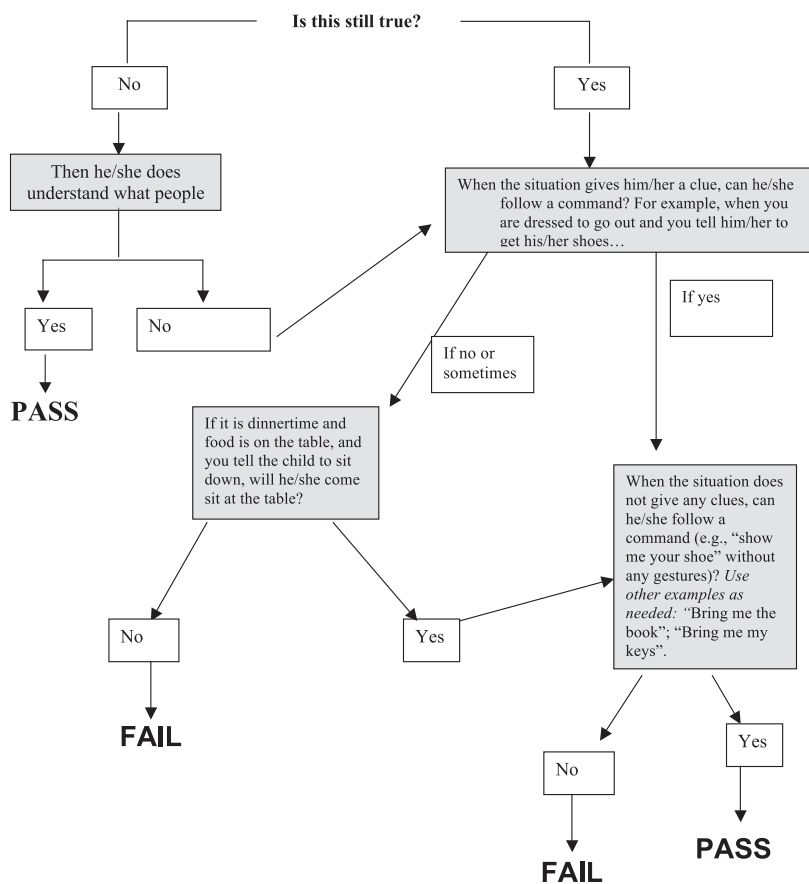 Is this still true?
No
Yes
Then he/she does
understand what people
When the situation gives him/her a clue, can he/she
follow a command? For example, when you
are dressed to go out and you tell him/her to
get his/her shoes…
Yes
No
If yes
If no or
sometimes
PASS
If it is dinnertime and
food is on the table, and
you tell the child to sit
down, will he/she come
sit at the table?
When the situation does
not give any clues, can
he/she follow a
command (e.g., “show
me your shoe” without
any gestures)? Use
other examples as
needed: “Bring me the
book”; “Bring me my
keys”.
No
Yes
FAIL
No
Yes
FAIL
PASS